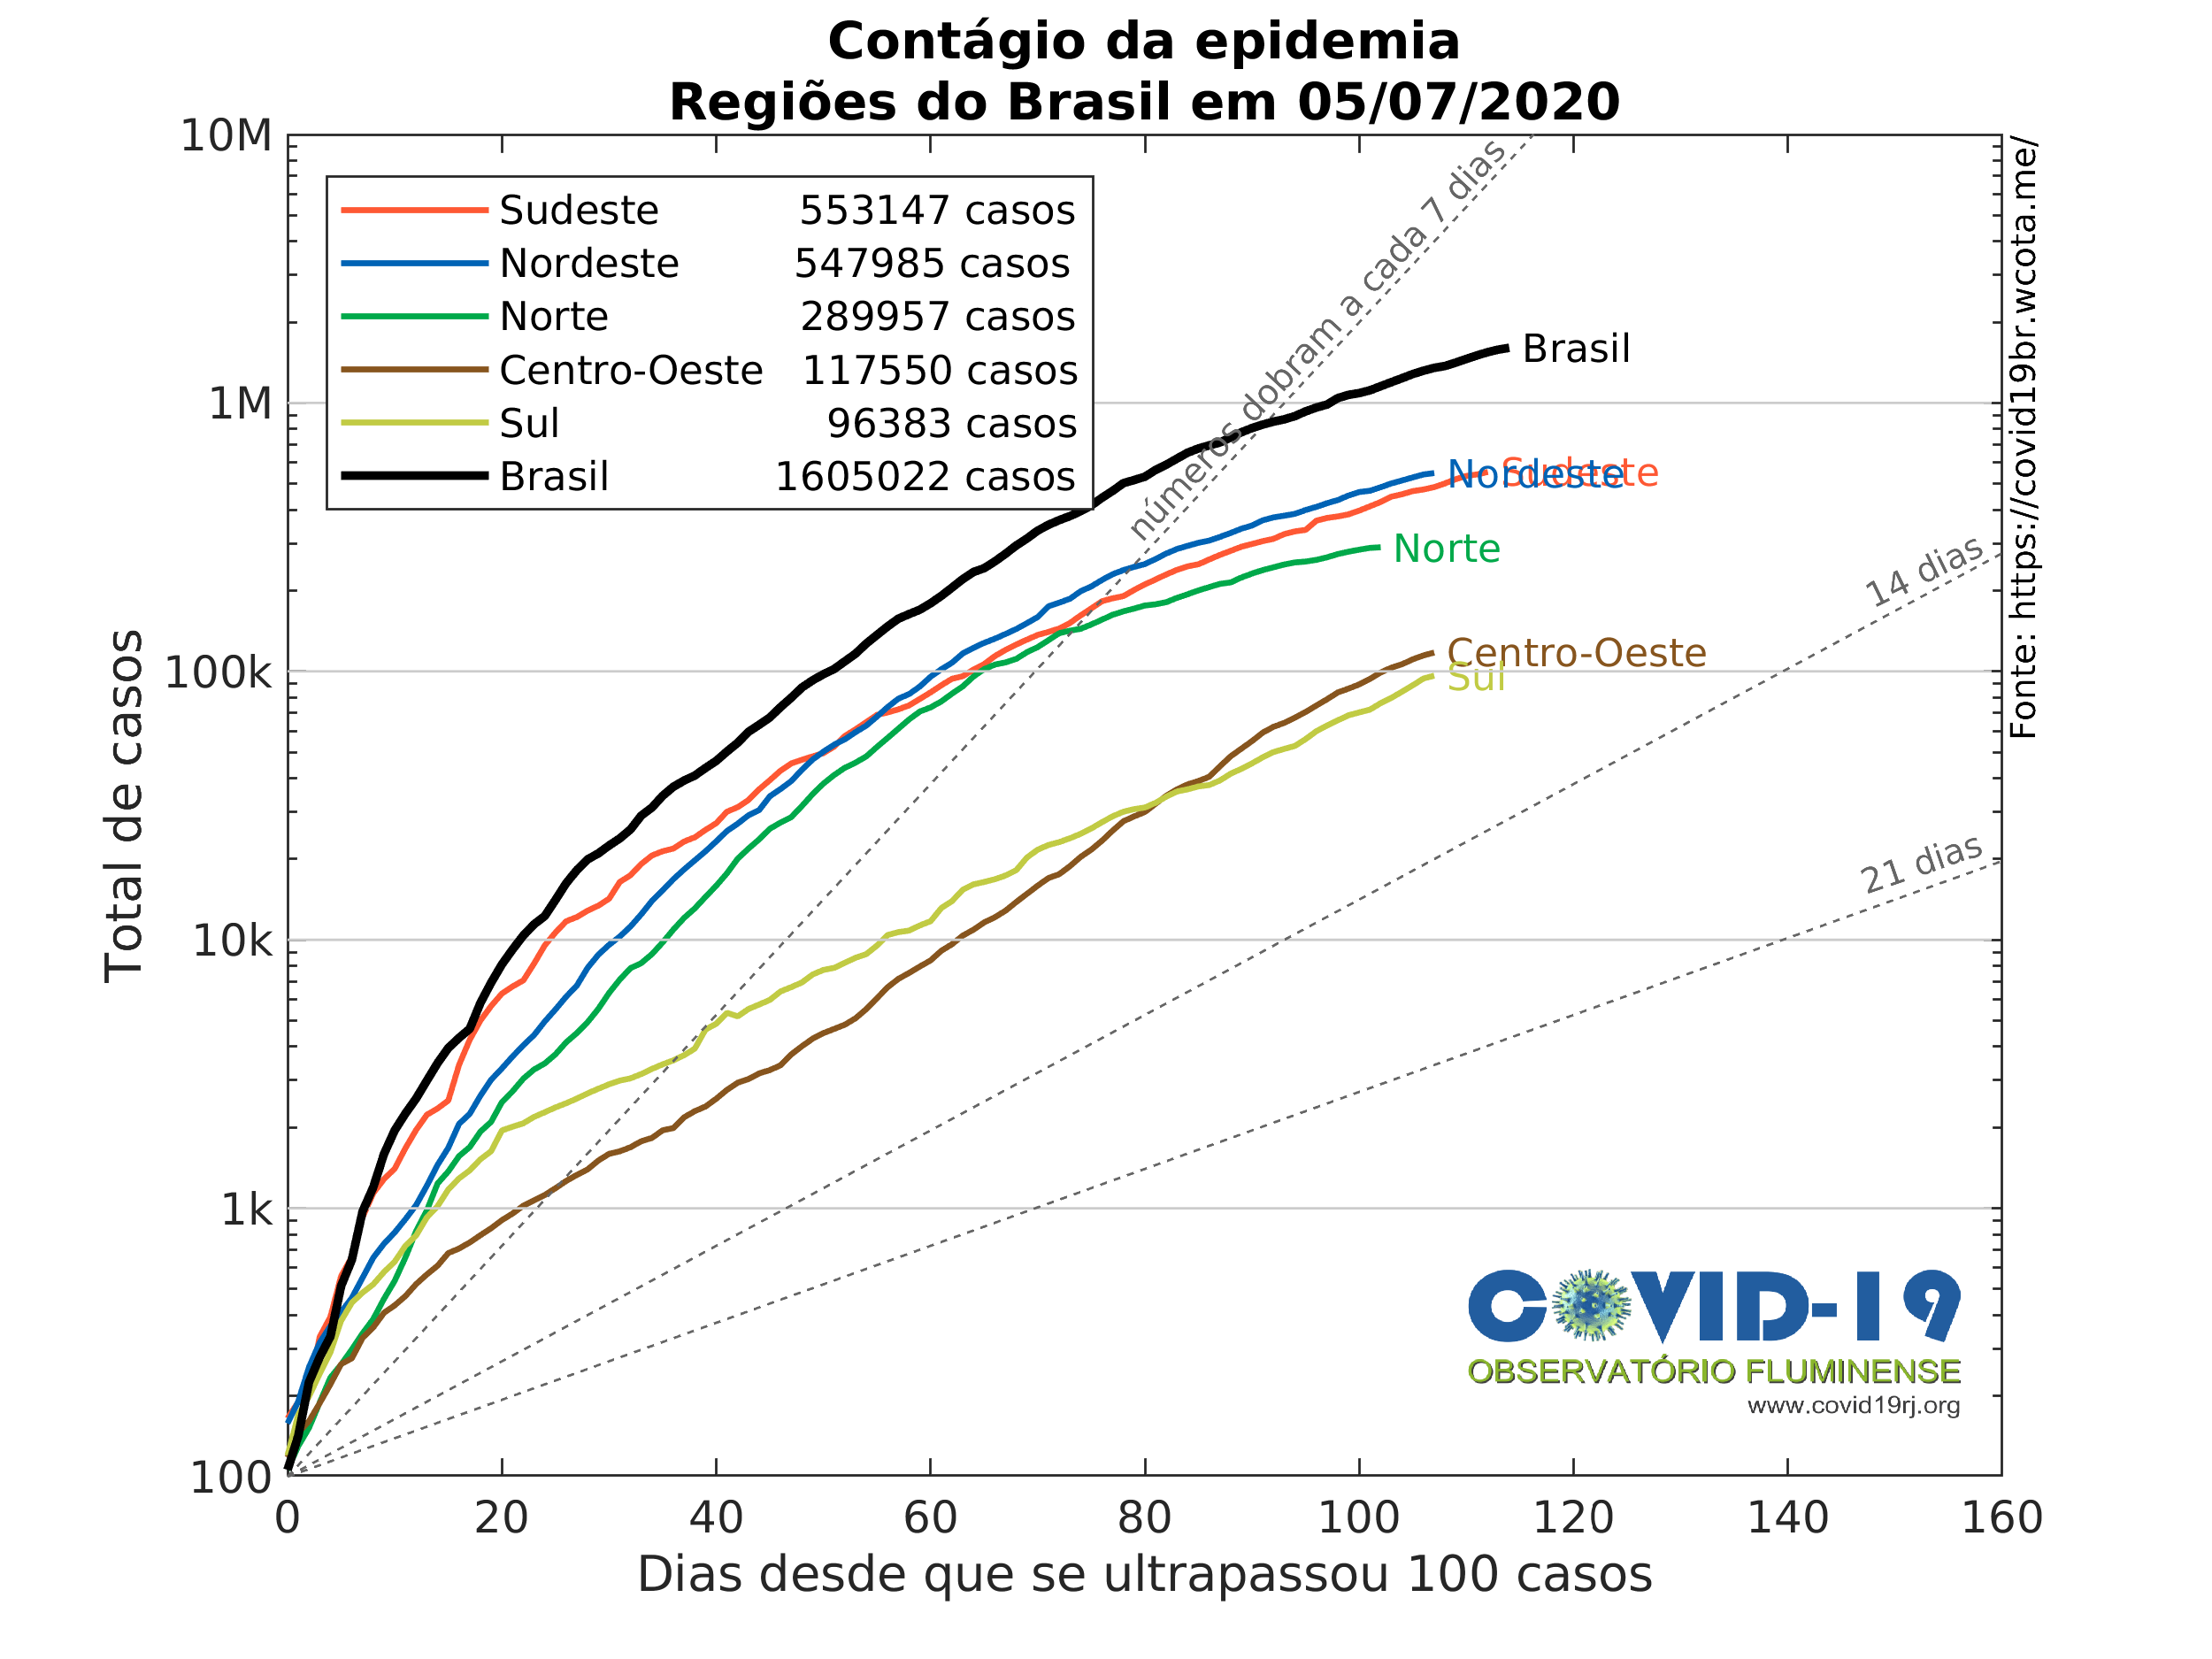 Contágio da epidemia
Regiões do Brasil em 05/07/2020
10M
1M
100k
10k
1k
100
Total de casos
Sudeste 553147 casos
Nordeste 547985 casos
Norte 289957 casos
Centro-Oeste 117550 casos
Sul 96383 casos
Brasil 1605022 casos
números dobram a cada 7 dias
14 dias
21 dias
Brasil
Sudeste
Nordeste
Norte
Centro-Oeste
Sul
Fonte: https://covid19br.wcota.me/
COVID-19
OBSERVATÓRIO FLUMINENSE
www.covid19rj.org
0 20 40 60 80 100 120 140 160
Dias desde que se ultrapassou 100 casos